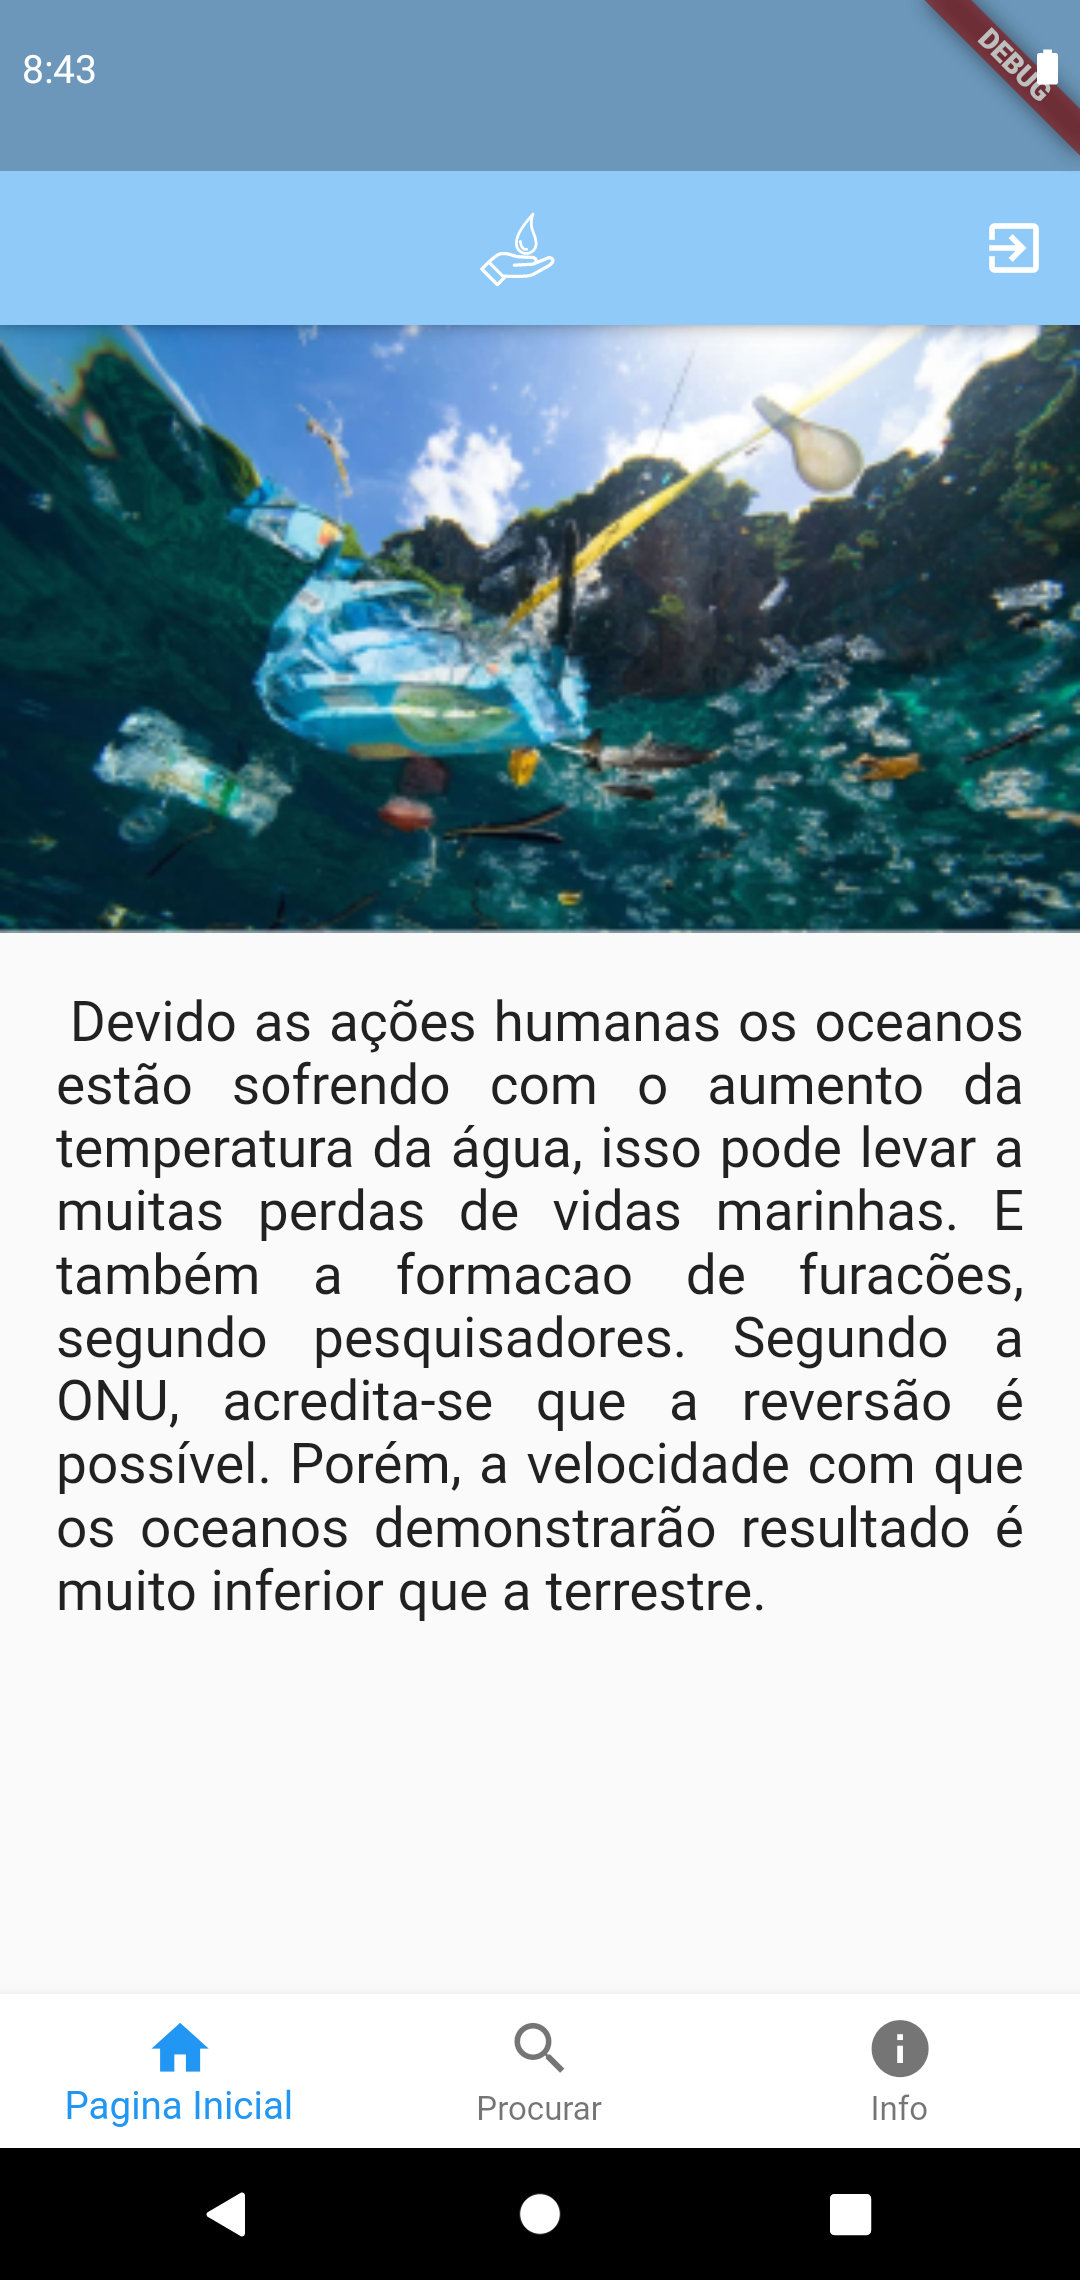 8:43
DEBUG
Devido as ações humanas os oceanos
estão sofrendo com o aumento da
temperatura da água, isso pode levar a
muitas perdas de vidas marinhas. E
também a formacao de furacões,
segundo pesquisadores. Segundo a
ONU, acredita-se que a reversão é
possível. Porém, a velocidade com que
os oceanos demonstrarão resultado é
muito inferior que a terrestre.
Pagina Inicial
Procurar
Info